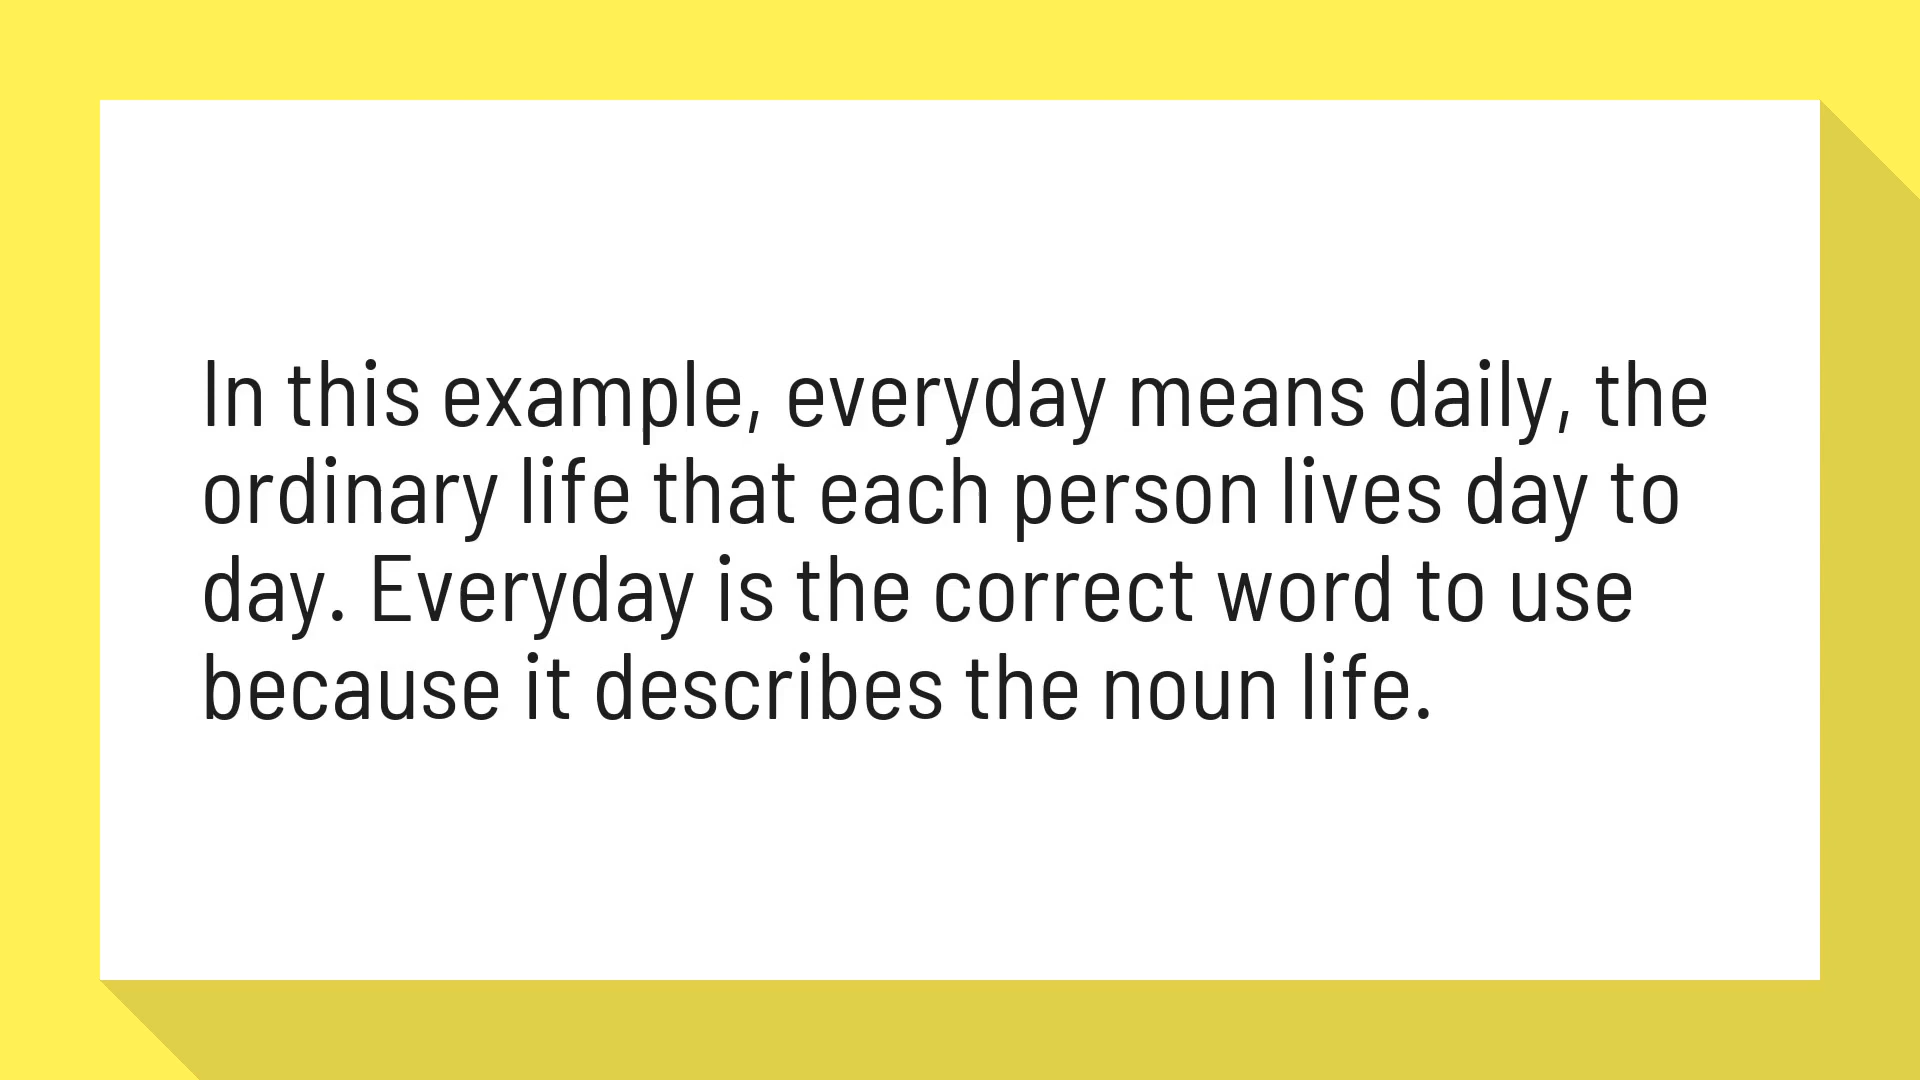 In this example, everyday means daily, the
ordinary life that each person lives day to
day. Everyday is the correct word to use
because it describes the noun life.